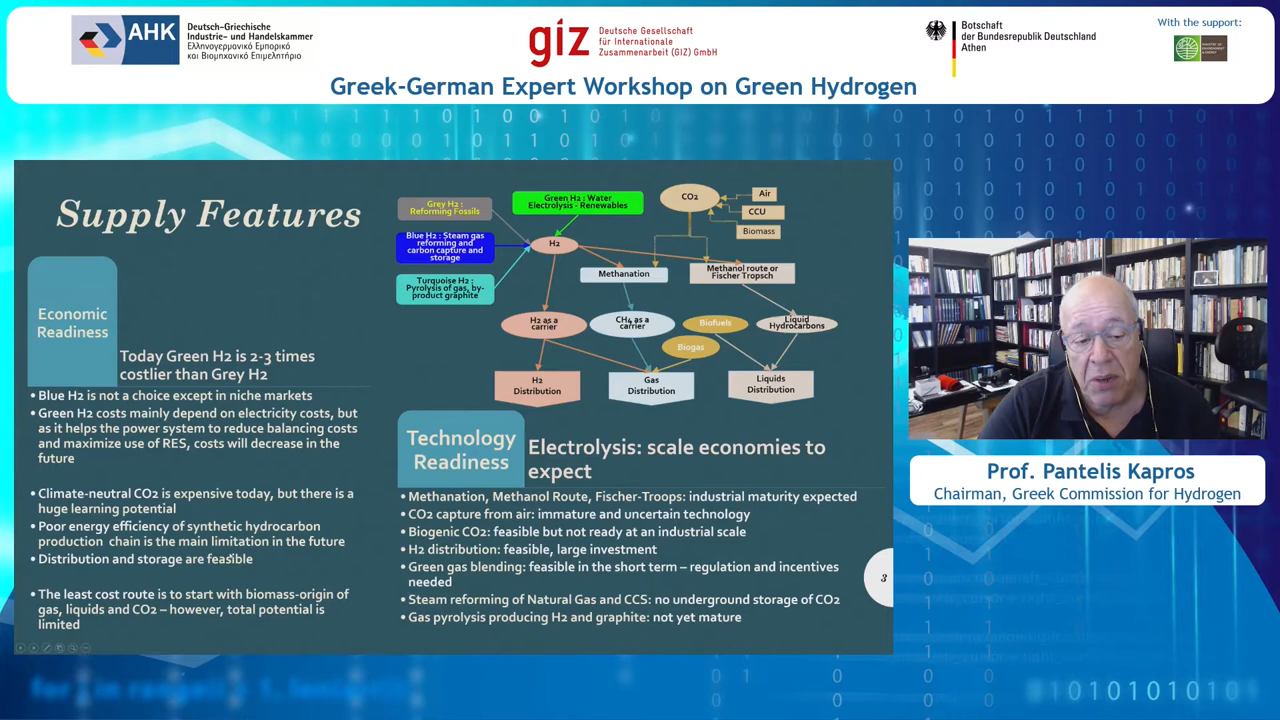 AHK
Deutsch-Griechische
Industrie- und Handelskammer
Ελληνογερμανικό Εμπορικό
και Βιομηχανικό Επιμελητήριο
giz
Deutsche Gesellschaft
für Internationale
Zusammenarbeit (GIZ) GmbH
Botschaft
der Bundesrepublik Deutschland
Athen
With the support:
Greek-German Expert Workshop on Green Hydrogen
Supply Features
Economic
Readiness
Today Green H2 is 2-3 times
costlier than Grey H2
• Blue H2 is not a choice except in niche markets
• Green H2 costs mainly depend on electricity costs, but
as it helps the power system to reduce balancing costs
and maximize use of RES, costs will decrease in the
future
• Climate-neutral CO2 is expensive today, but there is a
huge learning potential
• Poor energy efficiency of synthetic hydrocarbon
production chain is the main limitation in the future
• Distribution and storage are feasible
• The least cost route is to start with biomass-origin of
gas, liquids and CO2 – however, total potential is
limited
Grey H2 :
Reforming Fossils
Green H2 : Water
Electrolysis - Renewables
CO2
Air
CCU
Biomass
Blue H2 : Steam gas
reforming and
carbon capture and
storage
H2
Turquoise H2 :
Pyrolysis of gas, by-
product graphite
Methanation
Methanol route or
Fischer Tropsch
H2 as a
carrier
CH4 as a
carrier
Biofuels
Liquid
Hydrocarbons
Biogas
H2
Distribution
Gas
Distribution
Liquids
Distribution
Technology
Readiness
Electrolysis: scale economies to
expect
• Methanation, Methanol Route, Fischer-Troops: industrial maturity expected
• CO2 capture from air: immature and uncertain technology
• Biogenic CO2: feasible but not ready at an industrial scale
• H2 distribution: feasible, large investment
• Green gas blending: feasible in the short term – regulation and incentives
needed
• Steam reforming of Natural Gas and CCS: no underground storage of CO2
• Gas pyrolysis producing H2 and graphite: not yet mature
3
Prof. Pantelis Kapros
Chairman, Greek Commission for Hydrogen